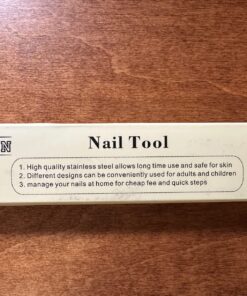 N
Nail Tool
1. High quality stainless steel allows long time use and safe for skin
2. Different designs can be conveniently used for adults and children
3. manage your nails at home for cheap fee and quick steps